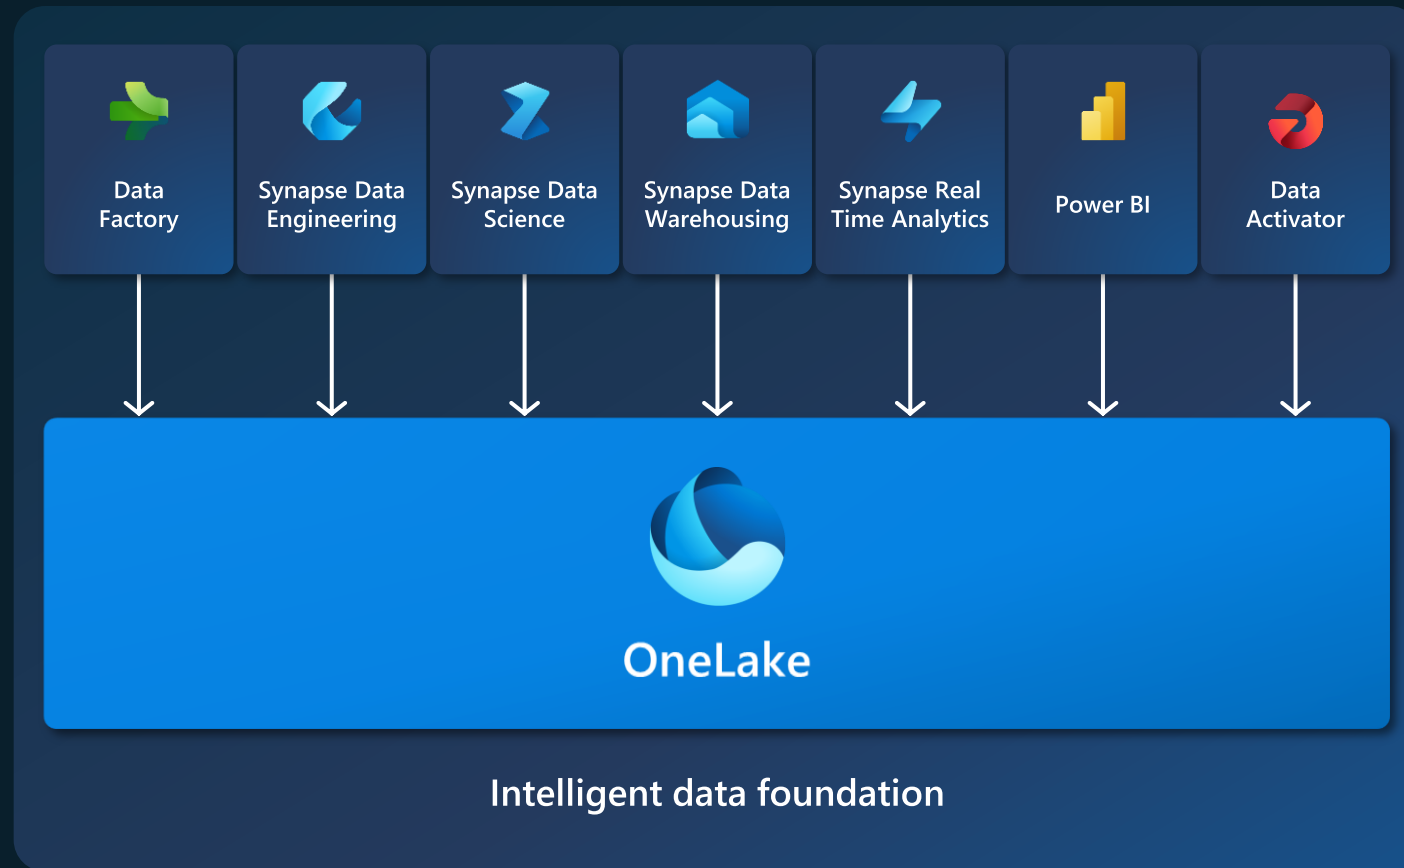 Data
Factory
Synapse Data
Engineering
Synapse Data
Science
Synapse Data
Warehousing
Synapse Real
Time Analytics
Power BI
Data
Activator
OneLake
Intelligent data foundation